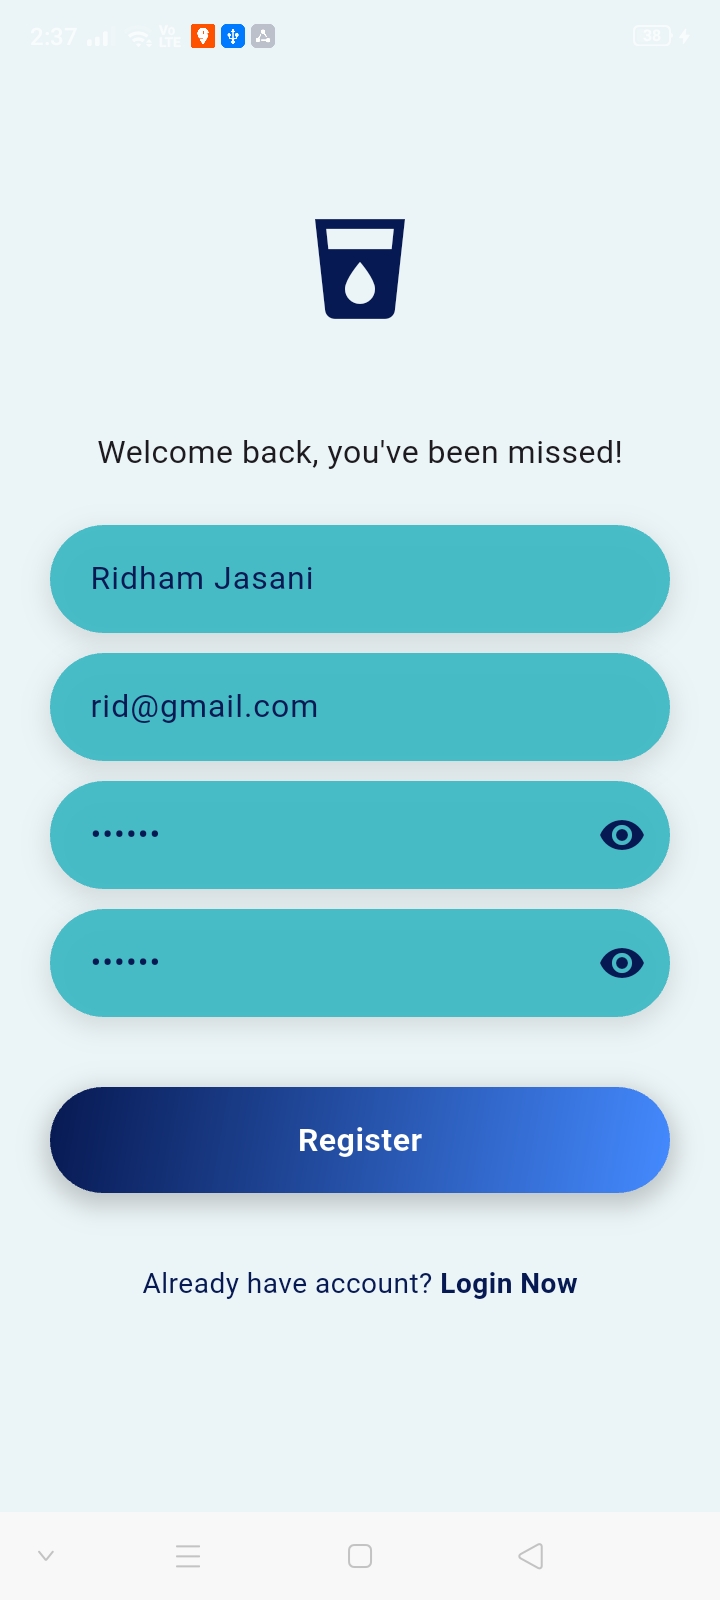 2:37
Vo
LTE
38
Welcome back, you've been missed!
Ridham Jasani
rid@gmail.com
••••••
••••••
Register
Already have account? Login Now